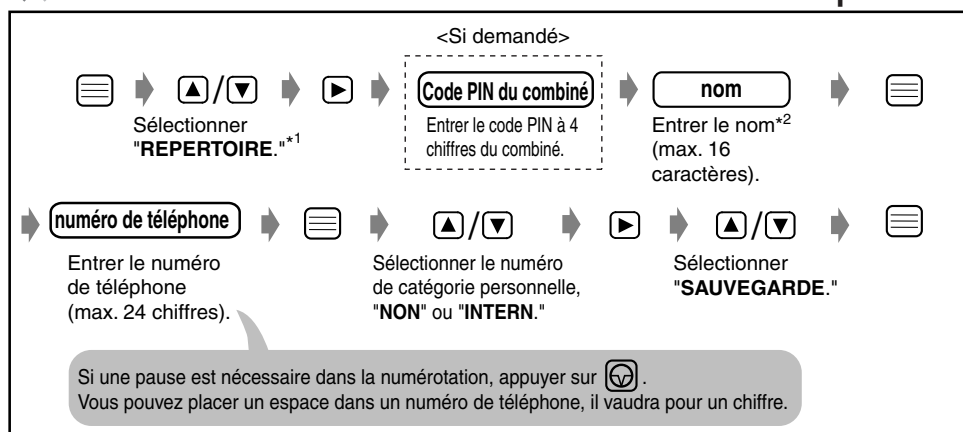 <Si demandé>
Code PIN du combiné
nom
Sélectionner
"REPERTOIRE."*1
Entrer le code PIN à 4
chiffres du combiné.
Entrer le nom*2
(max. 16
caractères).
numéro de téléphone
Entrer le numéro
de téléphone
(max. 24 chiffres).
Sélectionner le numéro
de catégorie personnelle,
"NON" ou "INTERN."
Sélectionner
"SAUVEGARDE."
Si une pause est nécessaire dans la numérotation, appuyer sur .
Vous pouvez placer un espace dans un numéro de téléphone, il vaudra pour un chiffre.